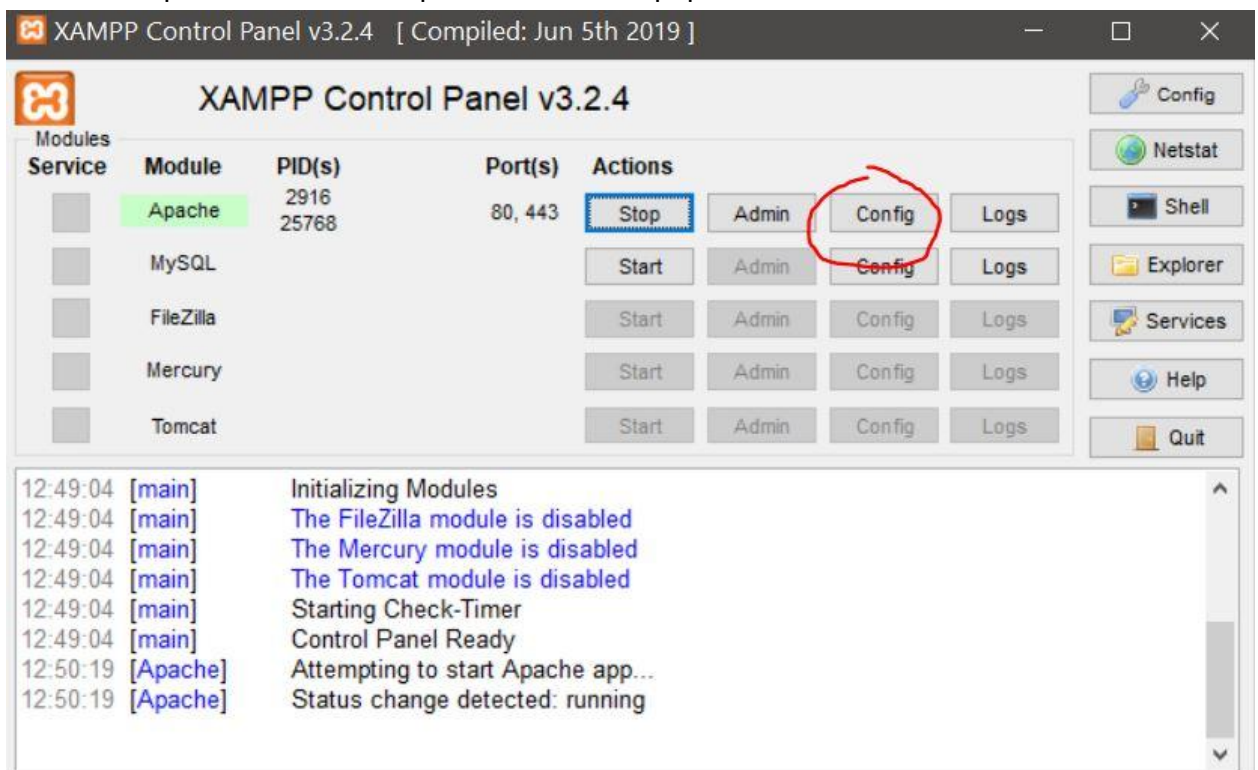 XAMPP Control Panel v3.2.4 [ Compiled: Jun 5th 2019 ]
XAMPP Control Panel v3.2.4
Config
Modules
Netstat
Service Module PID(s) Port(s) Actions
Apache 2916 25768 80, 443 Stop Admin Config Logs
Shell
MySQL Start Admin Config Logs
Explorer
FileZilla Start Admin Config Logs
Services
Mercury Start Admin Config Logs
Help
Tomcat Start Admin Config Logs
Quit
12:49:04 [main] Initializing Modules
12:49:04 [main] The FileZilla module is disabled
12:49:04 [main] The Mercury module is disabled
12:49:04 [main] The Tomcat module is disabled
12:49:04 [main] Starting Check-Timer
12:49:04 [main] Control Panel Ready
12:50:19 [Apache] Attempting to start Apache app...
12:50:19 [Apache] Status change detected: running